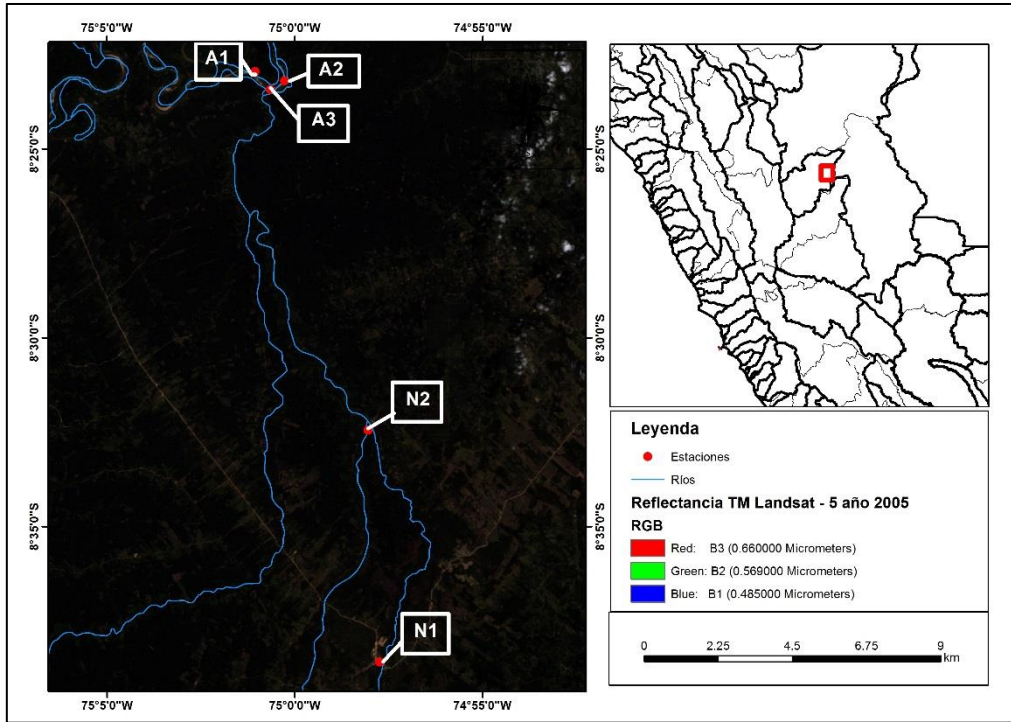 75°5'0"W 75°0'0"W 74°55'0"W
A1
A2
A3
8°25'0"S
8°25'0"S
8°30'0"S
8°30'0"S
N2
8°35'0"S
8°35'0"S
N1
75°5'0"W 75°0'0"W 74°55'0"W
Leyenda
Estaciones
Ríos
Reflectancia TM Landsat - 5 año 2005
RGB
Red: B3 (0.660000 Micrometers)
Green: B2 (0.569000 Micrometers)
Blue: B1 (0.485000 Micrometers)
0 2.25 4.5 6.75 9
km